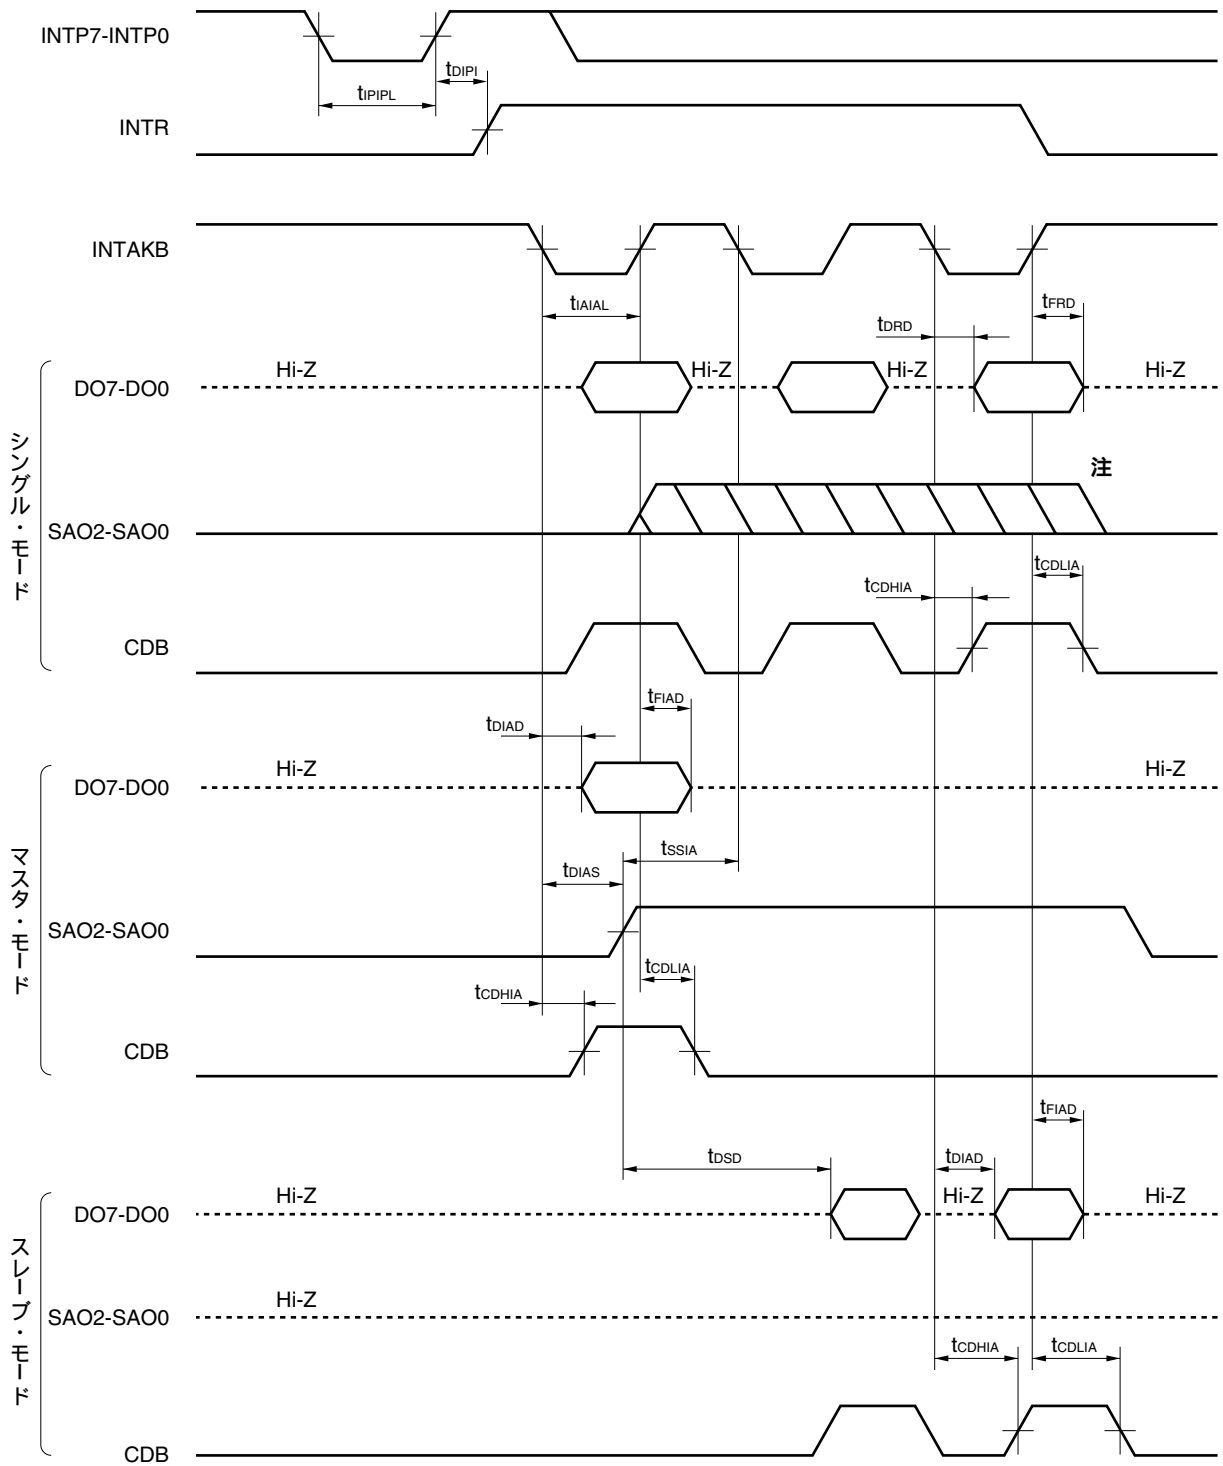 INTP7-INTP0
tDIPI
tIPIPL
INTR
INTAKB
tIAIAL
tFRD
tDRD
シングル・モード
DO7-DO0
Hi-Z
Hi-Z
Hi-Z
Hi-Z
注
SAO2-SAO0
tCDLIA
tCDHIA
CDB
tFIAD
tDIAD
マスタ・モード
DO7-DO0
Hi-Z
Hi-Z
tSSIA
tDIAS
SAO2-SAO0
tCDLIA
tCDHIA
CDB
tFIAD
tDSD
tDIAD
スレーブ・モード
DO7-DO0
Hi-Z
Hi-Z
Hi-Z
SAO2-SAO0
Hi-Z
tCDHIA
tCDLIA
CDB